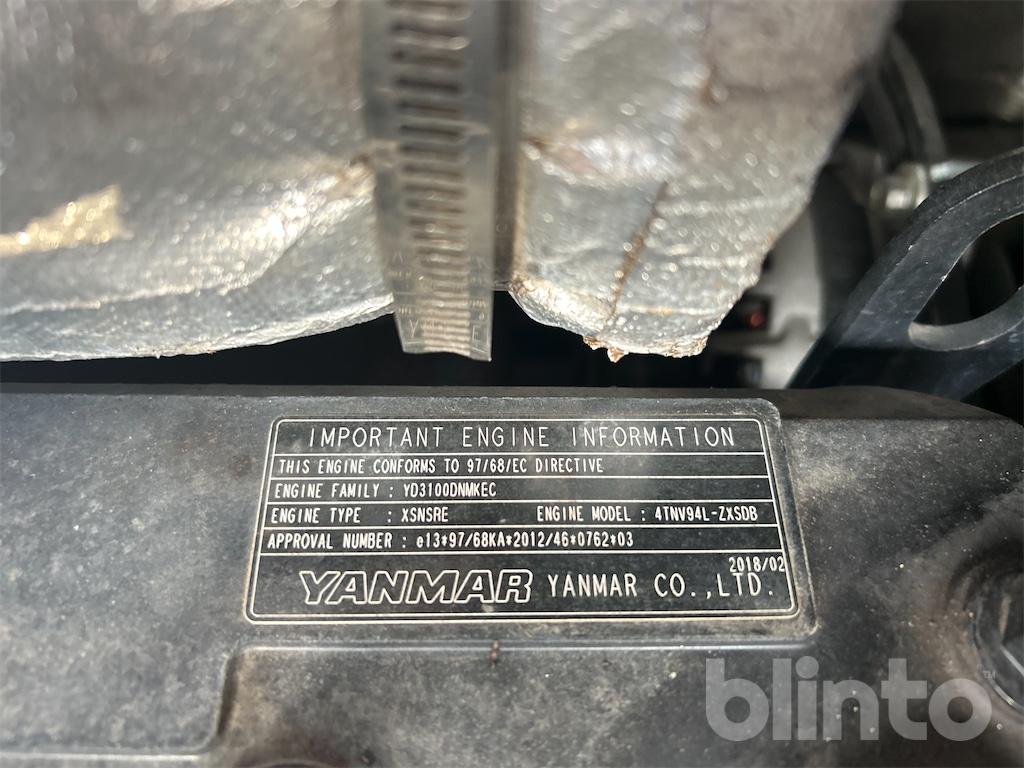 IMPORTANT ENGINE INFORMATION
THIS ENGINE CONFORMS TO 97/68/EC DIRECTIVE
ENGINE FAMILY : YD3100DNMKEC
ENGINE TYPE : XSNSRE ENGINE MODEL : 4TNV94L-ZXSDB
APPROVAL NUMBER : e13*97/68KA*2012/46*0762*03
2018/02
YANMAR YANMAR CO.,LTD.
blinto™